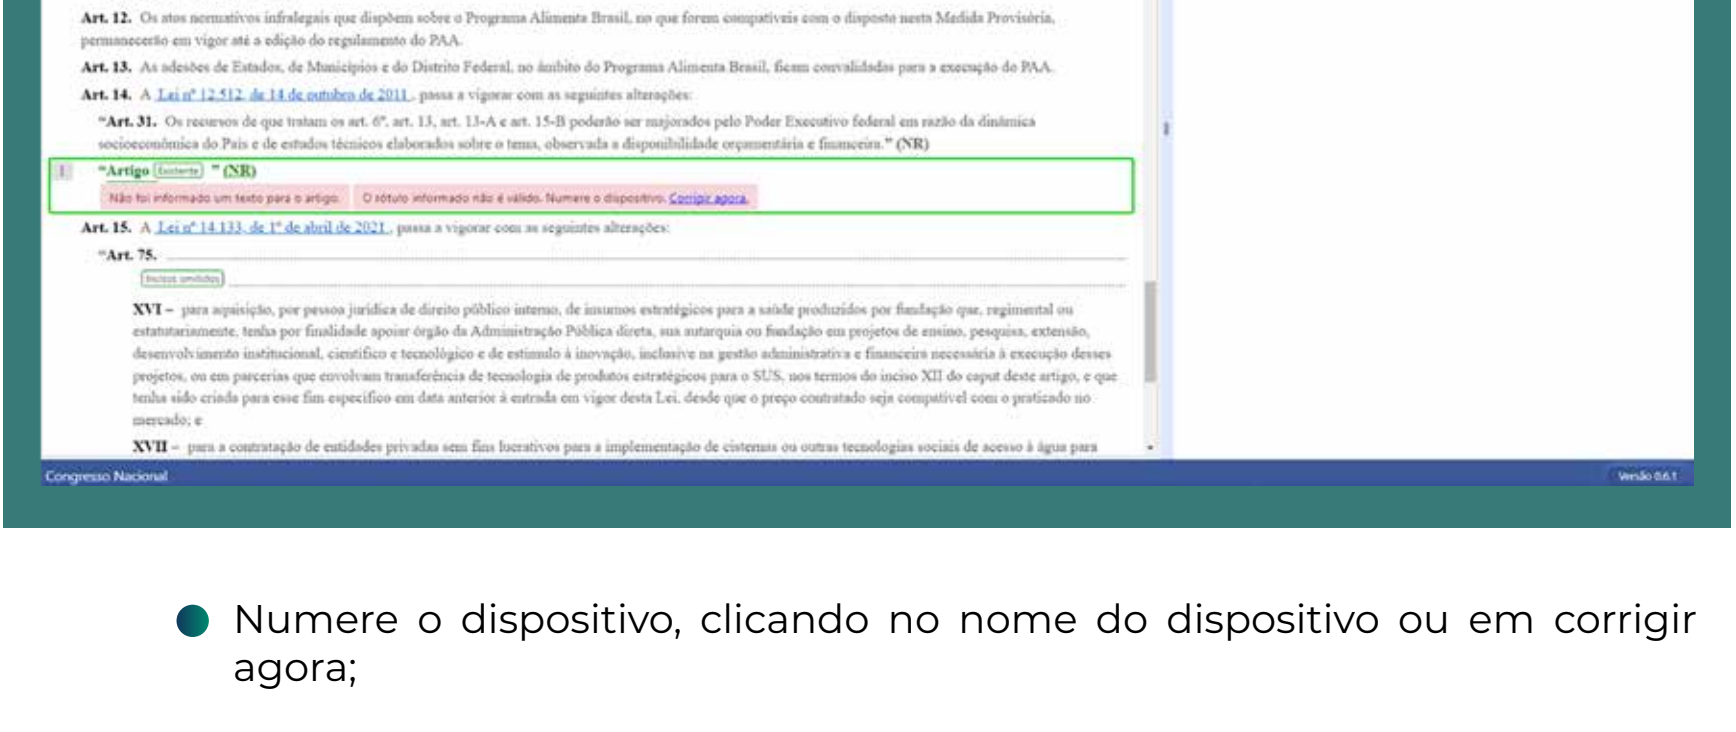 Art. 12. Os atos normativos infralegais que dispõem sobre o Programa Alimenta Brasil, no que forem compatíveis com o disposto nesta Medida Provisória,
permanecerão em vigor até a edição do regulamento do PAA.
Art. 13. As adesões de Estados, de Municípios e do Distrito Federal, no âmbito do Programa Alimenta Brasil, ficam convalidadas para a execução do PAA.
Art. 14. A Lei nº 12.512, de 14 de outubro de 2011 , passa a vigorar com as seguintes alterações:
“Art. 31. Os recursos de que tratam os art. 6º, art. 13, art. 13-A e art. 15-B poderão ser majorados pelo Poder Executivo federal em razão da dinâmica
socioeconômica do País e de estudos técnicos elaborados sobre o tema, observada a disponibilidade orçamentária e financeira.” (NR)
“Artigo Existente ” (NR)
Não foi informado um texto para o artigo. O rótulo informado não é válido. Numere o dispositivo. Corrigir agora.
Art. 15. A Lei nº 14.133, de 1º de abril de 2021 , passa a vigorar com as seguintes alterações:
“Art. 75.
Incisos omitidos
XVI – para aquisição, por pessoa jurídica de direito público interno, de insumos estratégicos para a saúde produzidos por fundação que, regimental ou
estatutariamente, tenha por finalidade apoiar órgão da Administração Pública direta, sua autarquia ou fundação em projetos de ensino, pesquisa, extensão,
desenvolvimento institucional, científico e tecnológico e de estímulo à inovação, inclusive na gestão administrativa e financeira necessária à execução desses
projetos, ou em parcerias que envolvam transferência de tecnologia de produtos estratégicos para o SUS, nos termos do inciso XII do caput deste artigo, e que
tenha sido criada para esse fim específico em data anterior à entrada em vigor desta Lei, desde que o preço contratado seja compatível com o praticado no
mercado; e
XVII – para a contratação de entidades privadas sem fins lucrativos para a implementação de cisternas ou outras tecnologias sociais de acesso à água para
Congresso Nacional
Versão 0.6.1
Numere o dispositivo, clicando no nome do dispositivo ou em corrigir
agora;